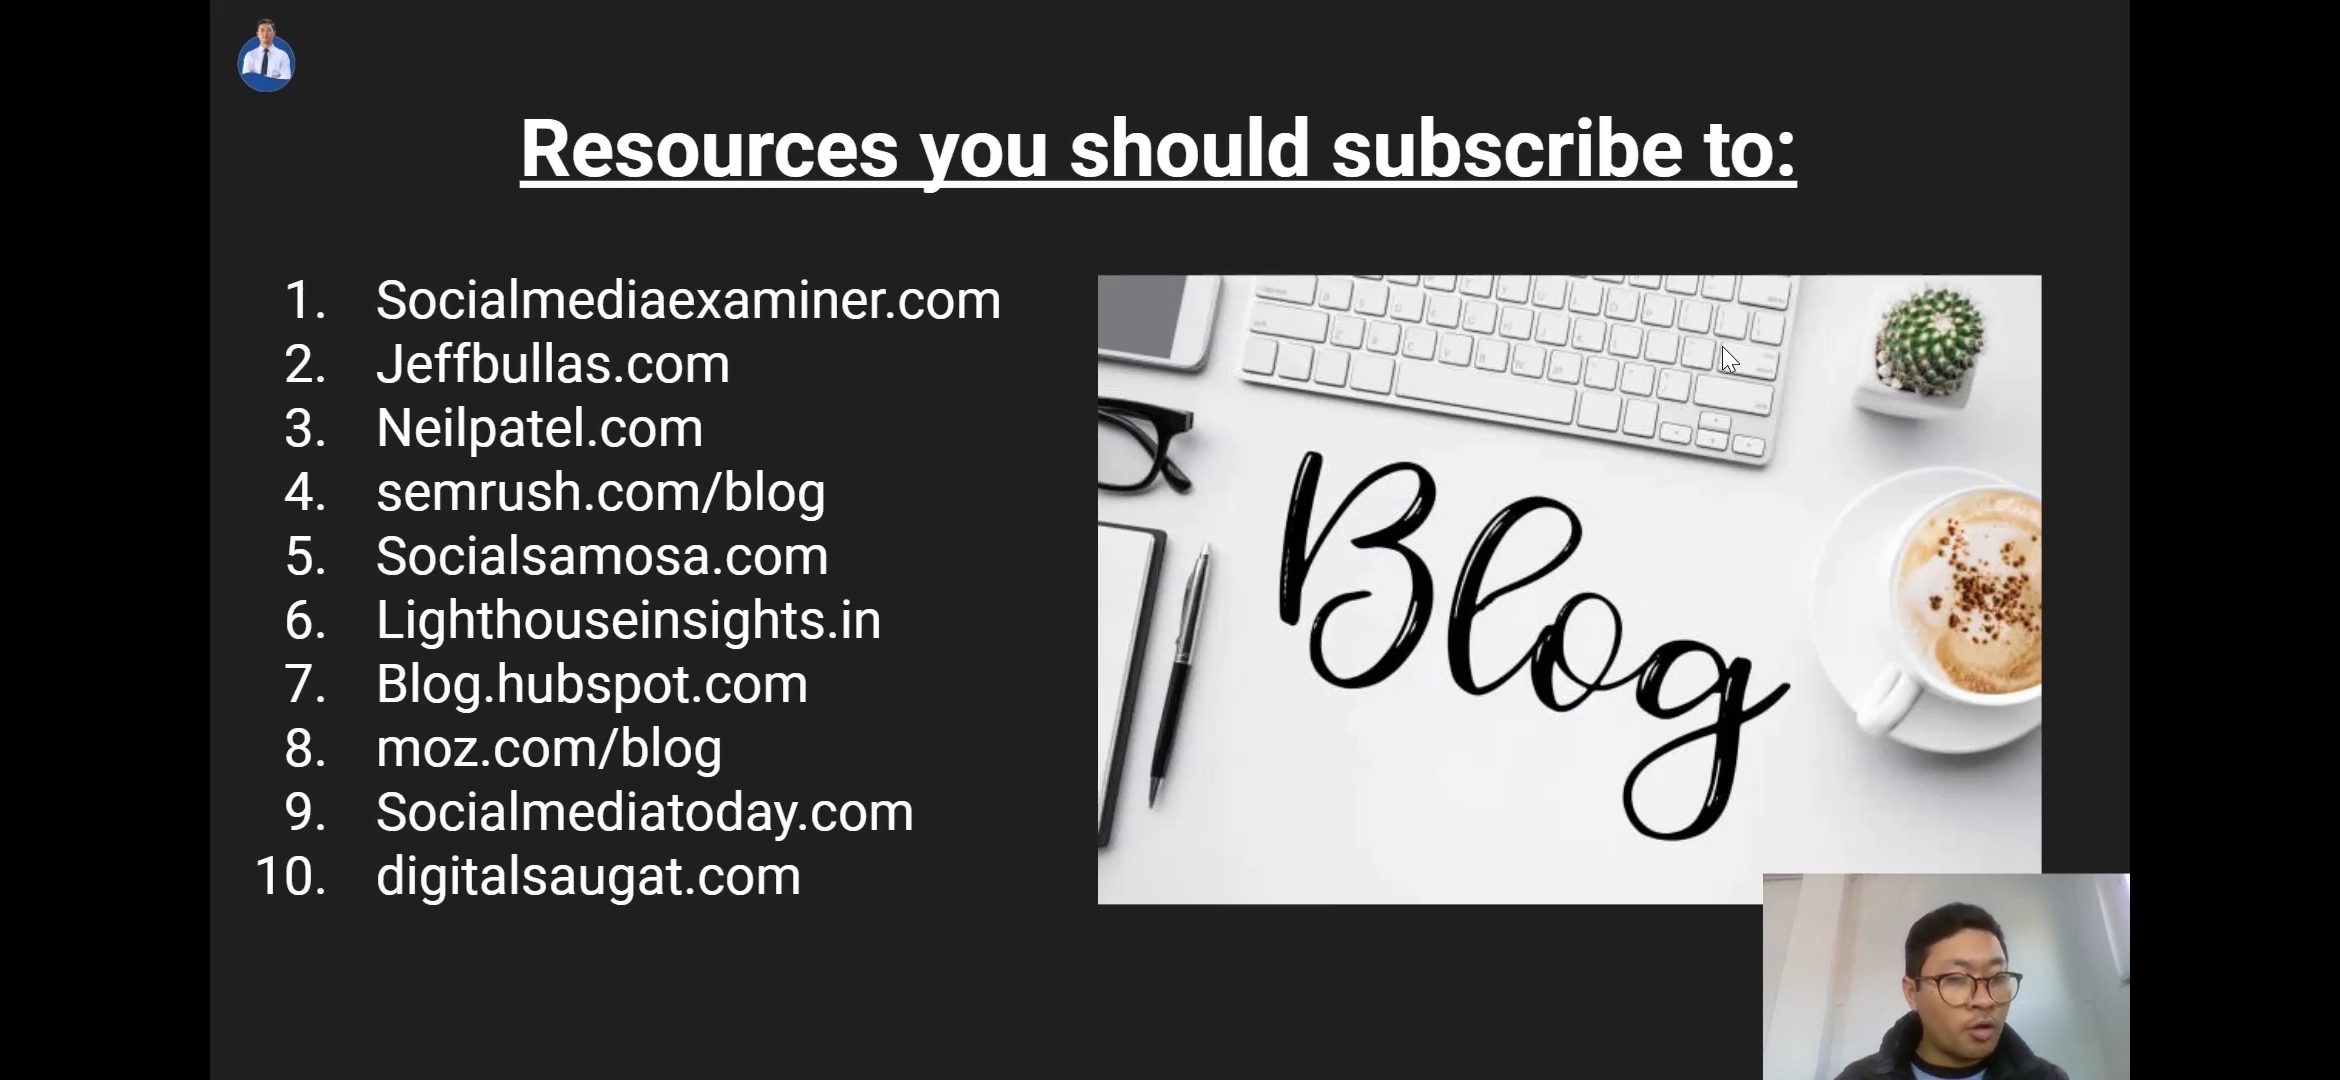 Resources you should subscribe to:
1. Socialmediaexaminer.com
2. Jeffbullas.com
3. Neilpatel.com
4. semrush.com/blog
5. Socialsamosa.com
6. Lighthouseinsights.in
7. Blog.hubspot.com
8. moz.com/blog
9. Socialmediatoday.com
10. digitalsaugat.com
Blog